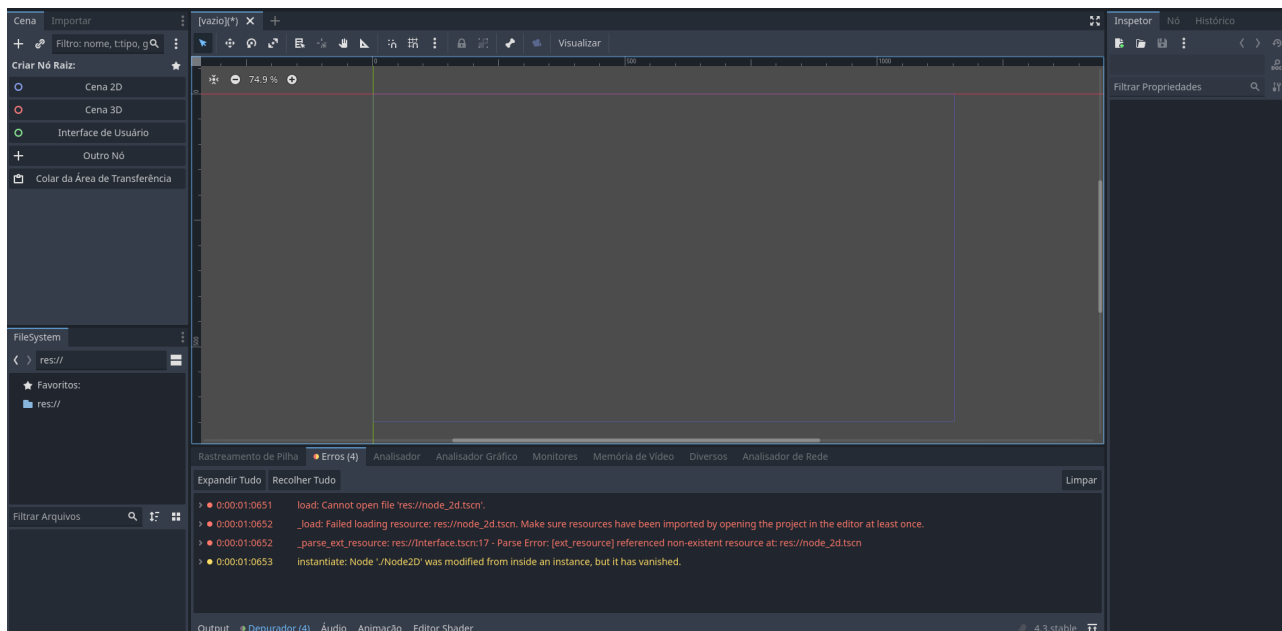 Cena Importar
[vazio](*)
Inspetor Nó Histórico
Filtro: nome, t:tipo, g
Visualizar
Criar Nó Raiz:
Cena 2D
Cena 3D
Interface de Usuário
Outro Nó
Colar da Área de Transferência
74.9 %
0
500
1000
0
500
Filtrar Propriedades
FileSystem
res://
Favoritos:
res://
Filtrar Arquivos
Rastreamento de Pilha Erros (4) Analisador Analisador Gráfico Monitores Memória de Vídeo Diversos Analisador de Rede
Expandir Tudo Recolher Tudo Limpar
0:00:01:0651 load: Cannot open file 'res://node_2d.tscn'.
0:00:01:0652 _load: Failed loading resource: res://node_2d.tscn. Make sure resources have been imported by opening the project in the editor at least once.
0:00:01:0652 _parse_ext_resource: res://Interface.tscn:17 - Parse Error: [ext_resource] referenced non-existent resource at: res://node_2d.tscn
0:00:01:0653 instantiate: Node './Node2D' was modified from inside an instance, but it has vanished.
Output Depurador (4) Áudio Animação Editor Shader 4.3.stable